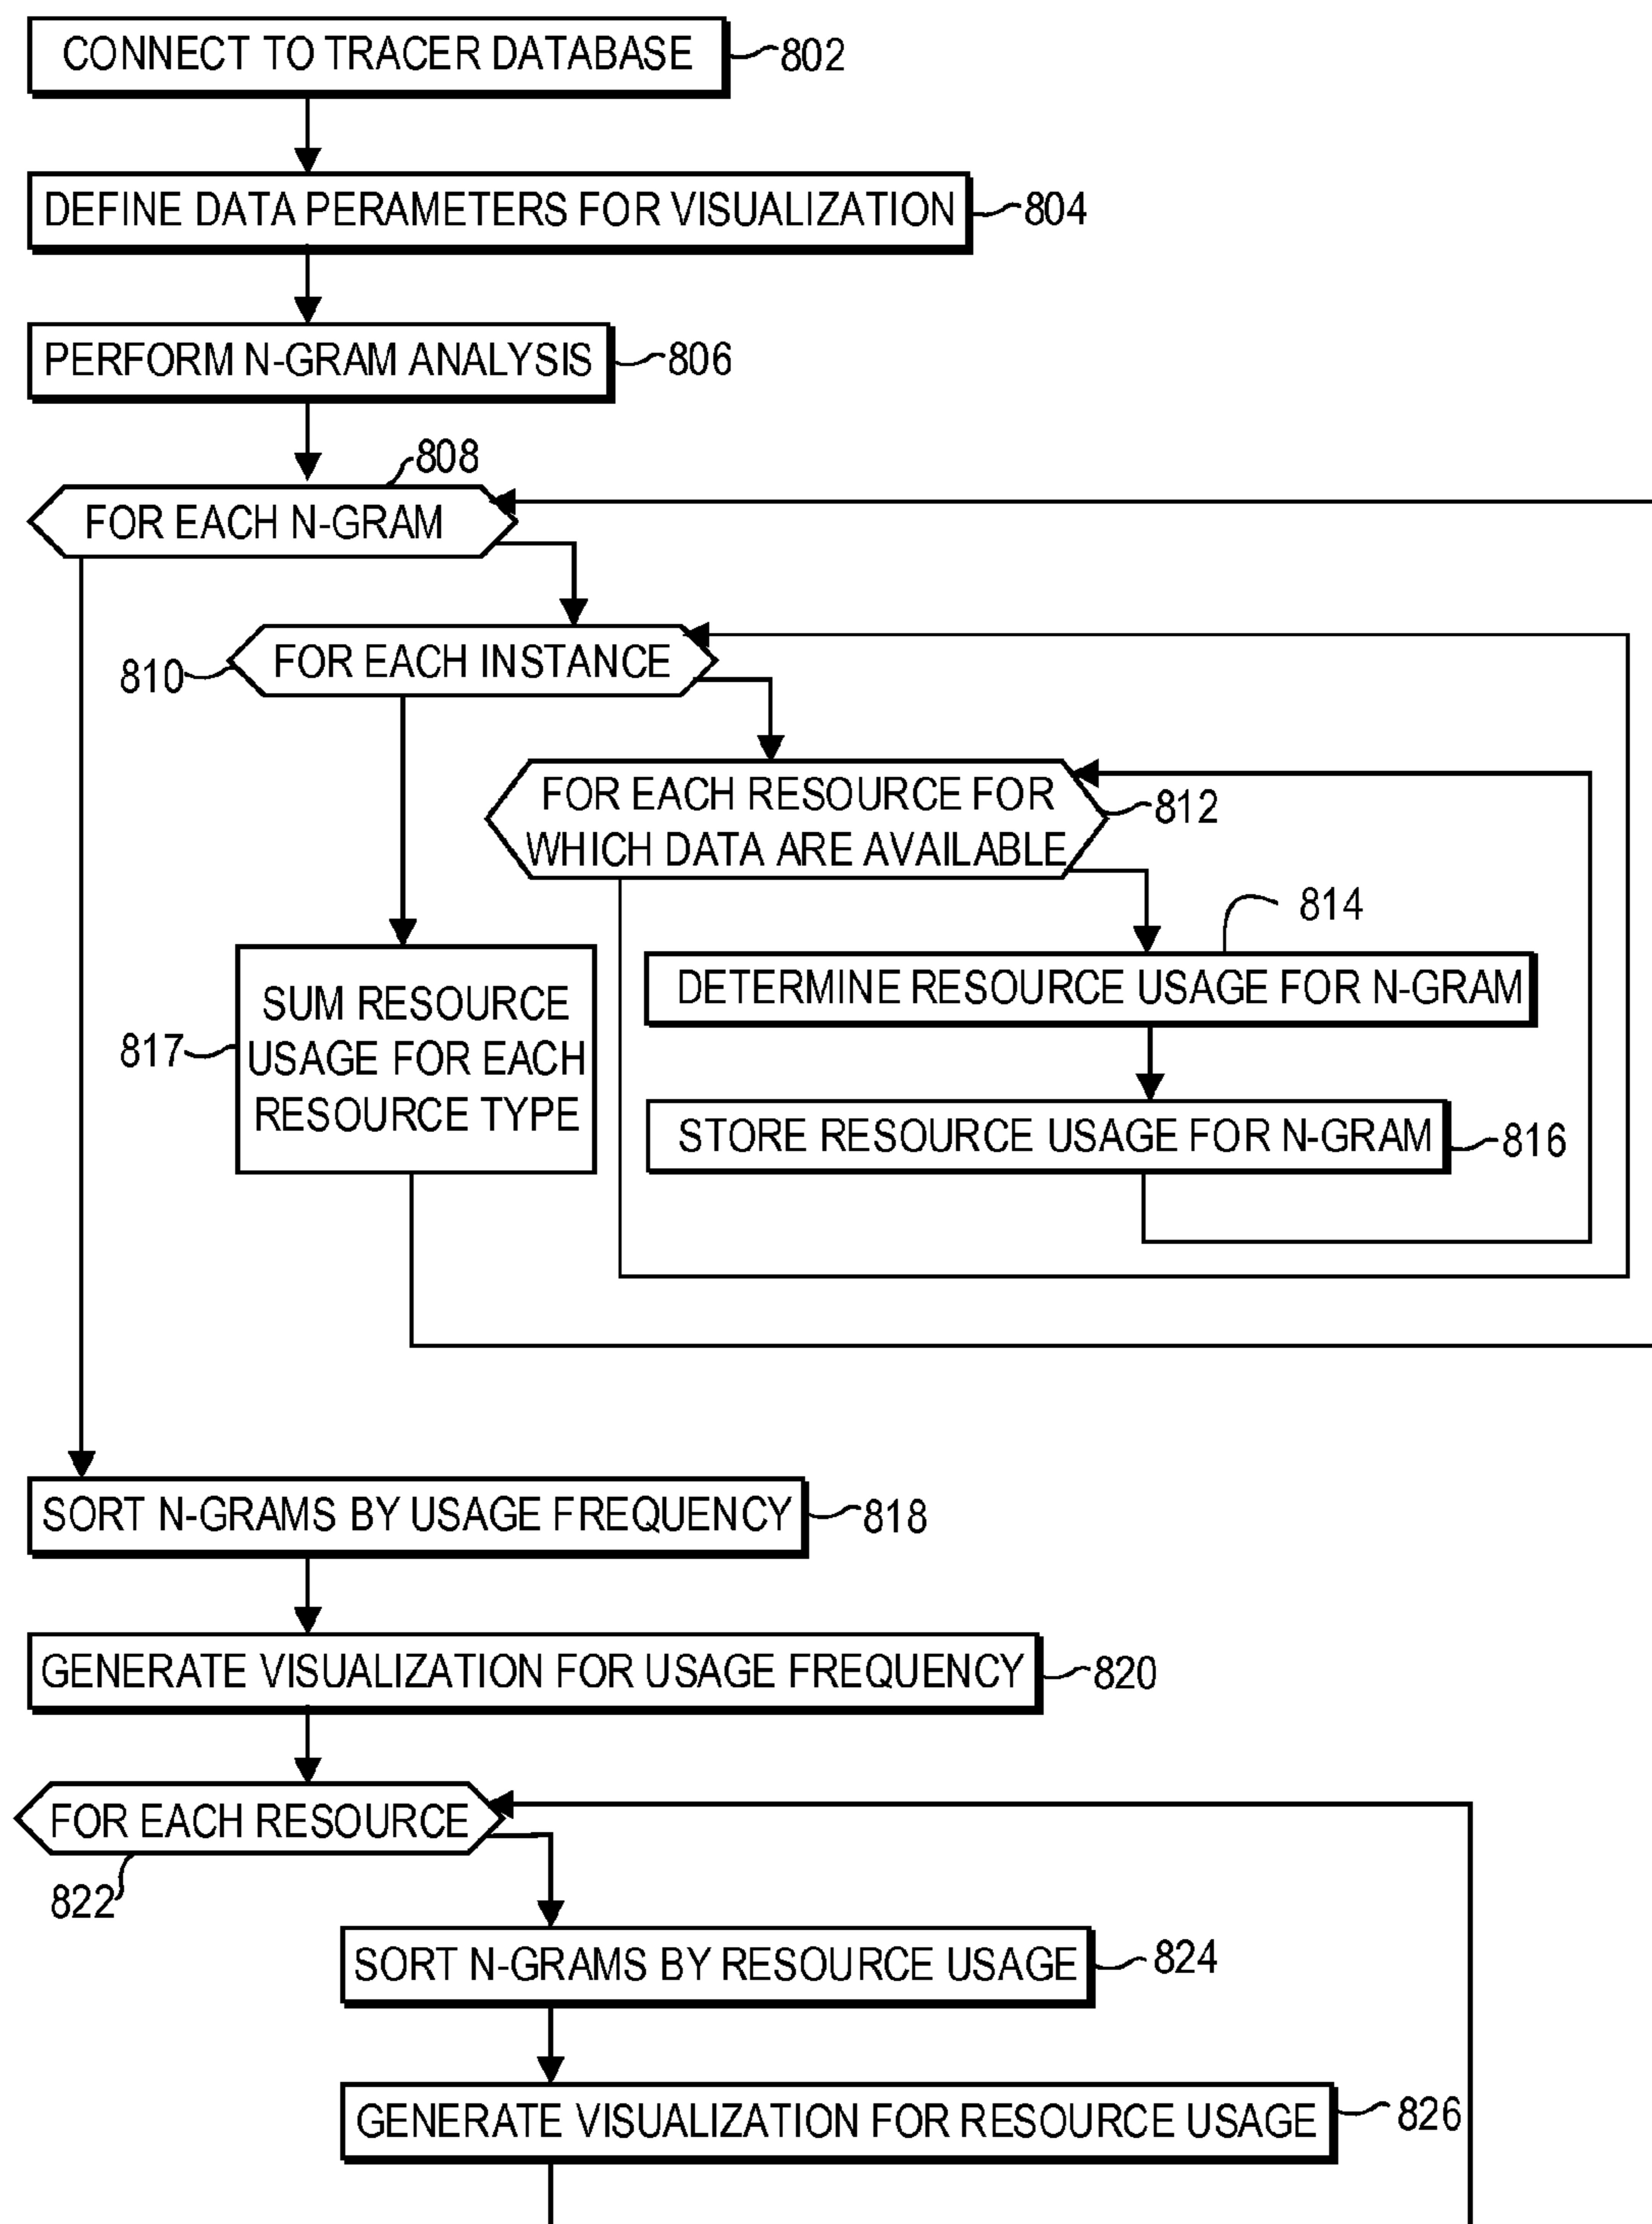 CONNECT TO TRACER DATABASE
802
DEFINE DATA PERAMETERS FOR VISUALIZATION
804
PERFORM N-GRAM ANALYSIS
806
808
FOR EACH N-GRAM
FOR EACH INSTANCE
810
FOR EACH RESOURCE FOR
WHICH DATA ARE AVAILABLE
812
814
DETERMINE RESOURCE USAGE FOR N-GRAM
SUM RESOURCE
USAGE FOR EACH
RESOURCE TYPE
817
STORE RESOURCE USAGE FOR N-GRAM
816
SORT N-GRAMS BY USAGE FREQUENCY
818
GENERATE VISUALIZATION FOR USAGE FREQUENCY
820
FOR EACH RESOURCE
822
SORT N-GRAMS BY RESOURCE USAGE
824
GENERATE VISUALIZATION FOR RESOURCE USAGE
826